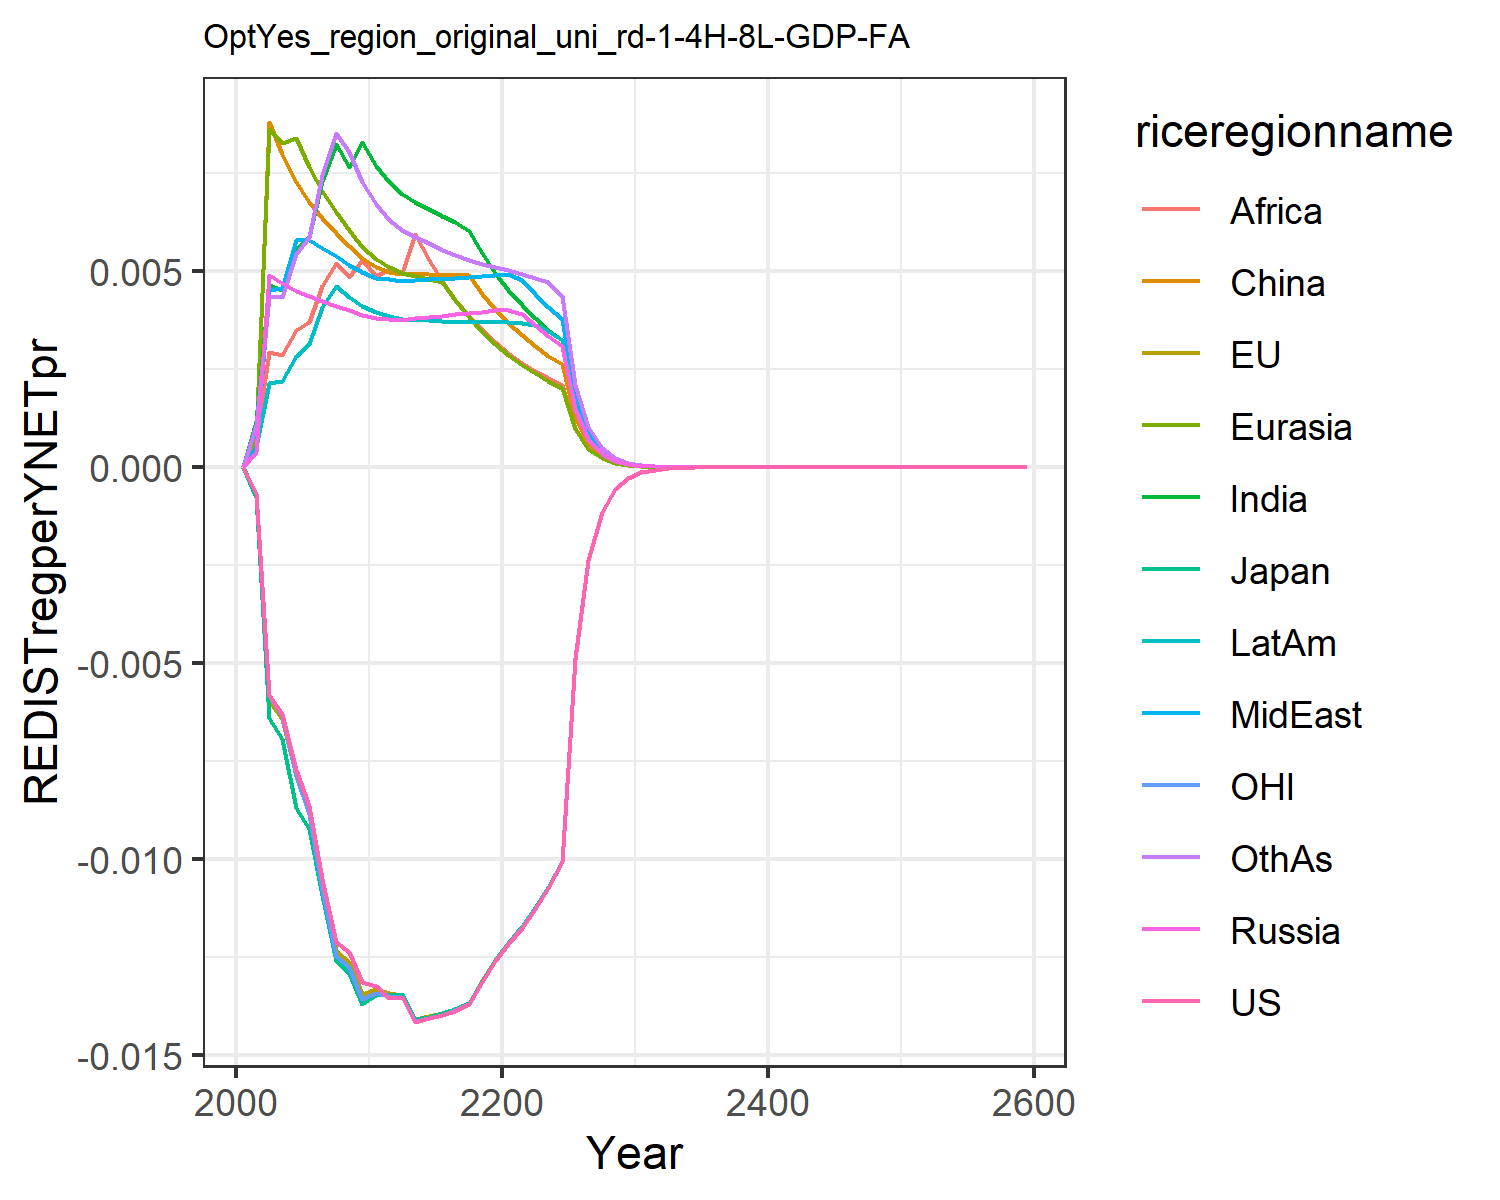 OptYes_region_original_uni_rd-1-4H-8L-GDP-FA
REDISTregperYNETpr
0.005
0.000
-0.005
-0.010
-0.015
2000
2200
2400
2600
Year
riceregionname
Africa
China
EU
Eurasia
India
Japan
LatAm
MidEast
OHI
OthAs
Russia
US